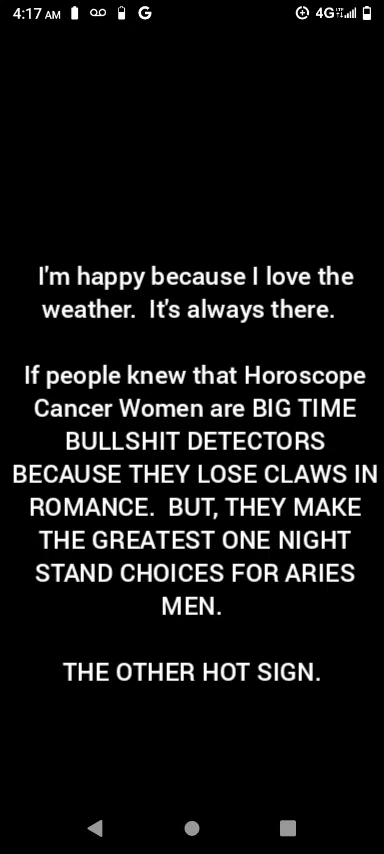 4:17 AM G 4G LTE
I'm happy because I love the
weather.  It's always there.
If people knew that Horoscope
Cancer Women are BIG TIME
BULLSHIT DETECTORS
BECAUSE THEY LOSE CLAWS IN
ROMANCE.  BUT, THEY MAKE
THE GREATEST ONE NIGHT
STAND CHOICES FOR ARIES
MEN.
THE OTHER HOT SIGN.